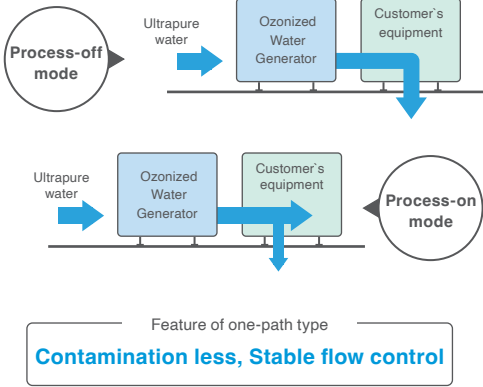 Process-off
mode
Ultrapure
water
Ozonized
Water
Generator
Customer`s
equipment
Ultrapure
water
Ozonized
Water
Generator
Customer`s
equipment
Process-on
mode
Feature of one-path type
Contamination less, Stable flow control